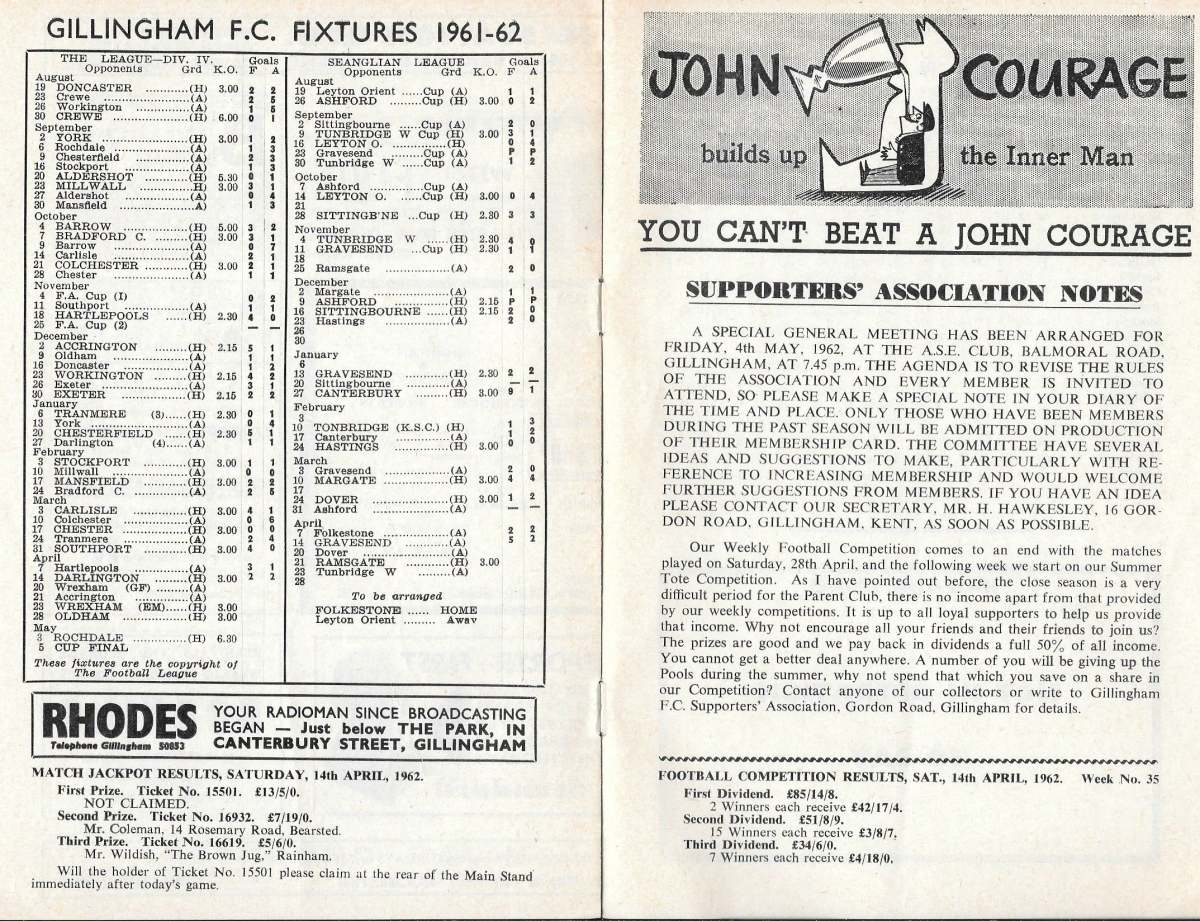 GILLINGHAM F.C. FIXTURES 1961-62
THE LEAGUE—DIV. IV. Goals
Opponents Grd K.O. F A
August
19 DONCASTER ............(H) 3.00 2 2
23 Crewe ..................(A) 2 5
26 Workington ............(A) 1 5
30 CREWE ..................(H) 6.00 0 1
September
2 YORK ..................(H) 3.00 1 2
6 Rochdale ...............(A) 1 3
9 Chesterfield ............(A) 2 3
16 Stockport ...............(A) 1 3
20 ALDERSHOT ............(H) 5.30 0 1
23 MILLWALL ...............H) 3.00 3 1
27 Aldershot ...............(A) 0 4
30 Mansfield ...............A) 1 3
October
4 BARROW ...............(H) 5.00 3 2
7 BRADFORD C. .........(H) 3.00 3 1
9 Barrow ...............(A) 0 7
14 Carlisle ...............(A) 2 1
21 COLCHESTER .........(H) 3.00 2 1
28 Chester ...............(A) 1 1
November
4 F.A. Cup (I) 0 2
11 Southport ............(A) 1 1
18 HARTLEPOOLS ......(H) 2.30 4 0
25 F.A. Cup (2) — —
December
2 ACCRINGTON .........(H) 2.15 5 1
9 Oldham ...............(A) 1 1
16 Doncaster ............(A) 1 2
23 WORKINGTON .........(H) 2.15 4 2
26 Exeter ...............(A) 3 1
30 EXETER ...............(H) 2.15 2 2
January
6 TRANMERE (3)......(H) 2.30 0 1
13 York ..................(A) 0 4
20 CHESTERFIELD ......(H) 2.30 5 1
27 Darlington (4)......(A) 1 1
February
3 STOCKPORT .........(H) 3.00 1 1
10 Millwall ...............(A) 0 0
17 MANSFIELD .........(H) 3.00 2 2
24 Bradford C. .........(A) 2 5
March
3 CARLISLE ............(H) 3.00 4 1
10 Colchester ............(A) 0 6
17 CHESTER ............(H) 3.00 0 0
24 Tranmere ............(A) 2 4
31 SOUTHPORT .........(H) 3.00 4 0
April
7 Hartlepools .........(A) 3 1
14 DARLINGTON .........(H) 3.00 2 2
20 Wrexham (GF) ......(A)
21 Accrington ............(A)
23 WREXHAM (EM)......(H) 3.00
28 OLDHAM ............(H) 3.00
May
3 ROCHDALE .........(H) 6.30
5 CUP FINAL
These fixtures are the copyright of
The Football League
SEANGLIAN LEAGUE Goals
Opponents Grd K.O. F A
August
19 Leyton Orient ......Cup (A) 1 1
26 ASHFORD .........Cup (H) 3.00 0 2
September
2 Sittingbourne ......Cup (A) 2 0
9 TUNBRIDGE W Cup (H) 3.00 3 1
16 LEYTON O. ............(H) 0 4
23 Gravesend .........Cup (A) P P
30 Tunbridge W ......Cup (A) 1 2
October
7 Ashford ............Cup (A)
14 LEYTON O. ......Cup (H) 3.00 0 4
21
28 SITTINGB'NE ...Cup (H) 2.30 3 3
November
4 TUNBRIDGE W ......(H) 2.30 4 0
11 GRAVESEND ...Cup (H) 2.30 1 1
18
25 Ramsgate ............(A) 2 0
December
2 Margate ...............(A) 1 1
9 ASHFORD ............(H) 2.15 P P
16 SITTINGBOURNE ......(H) 2.15 2 0
23 Hastings ...............(A) 2 0
26
30
January
6
13 GRAVESEND .........(H) 2.30 2 2
20 Sittingbourne .........(A) — —
27 CANTERBURY .........(H) 3.00 9 1
February
3
10 TONBRIDGE (K.S.C.) (H) 1 3
17 Canterbury ............(A) 1 2
24 HASTINGS ............(H) 3.00 0 0
March
3 Gravesend ............(A) 2 0
10 MARGATE ............(H) 3.00 4 4
17
24 DOVER ...............(H) 3.00 1 2
31 Ashford ...............(A) — —
April
7 Folkestone ............(A) 2 2
14 GRAVESEND .........(A) 5 2
20 Dover ..................(A)
21 RAMSGATE .........(H) 3.00
23 Tunbridge W .........(A)
28
To be arranged
FOLKESTONE ...... HOME
Leyton Orient ......... Away
RHODES
Telephone Gillingham 50853
YOUR RADIOMAN SINCE BROADCASTING
BEGAN — Just below THE PARK, IN
CANTERBURY STREET, GILLINGHAM
MATCH JACKPOT RESULTS, SATURDAY, 14th APRIL, 1962.
First Prize. Ticket No. 15501. £13/5/0.
NOT CLAIMED.
Second Prize. Ticket No. 16932. £7/19/0.
Mr. Coleman, 14 Rosemary Road, Bearsted.
Third Prize. Ticket No. 16619. £5/6/0.
Mr. Wildish, "The Brown Jug," Rainham.
Will the holder of Ticket No. 15501 please claim at the rear of the Main Stand
immediately after today's game.
JOHN COURAGE
builds up the Inner Man
YOU CAN'T BEAT A JOHN COURAGE
SUPPORTERS' ASSOCIATION NOTES
A SPECIAL GENERAL MEETING HAS BEEN ARRANGED FOR
FRIDAY, 4th MAY, 1962, AT THE A.S.E. CLUB, BALMORAL ROAD,
GILLINGHAM, AT 7.45 p.m. THE AGENDA IS TO REVISE THE RULES
OF THE ASSOCIATION AND EVERY MEMBER IS INVITED TO
ATTEND, SO PLEASE MAKE A SPECIAL NOTE IN YOUR DIARY OF
THE TIME AND PLACE. ONLY THOSE WHO HAVE BEEN MEMBERS
DURING THE PAST SEASON WILL BE ADMITTED ON PRODUCTION
OF THEIR MEMBERSHIP CARD. THE COMMITTEE HAVE SEVERAL
IDEAS AND SUGGESTIONS TO MAKE, PARTICULARLY WITH RE-
FERENCE TO INCREASING MEMBERSHIP AND WOULD WELCOME
FURTHER SUGGESTIONS FROM MEMBERS. IF YOU HAVE AN IDEA
PLEASE CONTACT OUR SECRETARY, MR. H. HAWKESLEY, 16 GOR-
DON ROAD, GILLINGHAM, KENT, AS SOON AS POSSIBLE.
Our Weekly Football Competition comes to an end with the matches
played on Saturday, 28th April, and the following week we start on our Summer
Tote Competition. As I have pointed out before, the close season is a very
difficult period for the Parent Club, there is no income apart from that provided
by our weekly competitions. It is up to all loyal supporters to help us provide
that income. Why not encourage all your friends and their friends to join us?
The prizes are good and we pay back in dividends a full 50% of all income.
You cannot get a better deal anywhere. A number of you will be giving up the
Pools during the summer, why not spend that which you save on a share in
our Competition? Contact anyone of our collectors or write to Gillingham
F.C. Supporters' Association, Gordon Road, Gillingham for details.
FOOTBALL COMPETITION RESULTS, SAT., 14th APRIL, 1962. Week No. 35
First Dividend. £85/14/8.
2 Winners each receive £42/17/4.
Second Dividend. £51/8/9.
15 Winners each receive £3/8/7.
Third Dividend. £34/6/0.
7 Winners each receive £4/18/0.